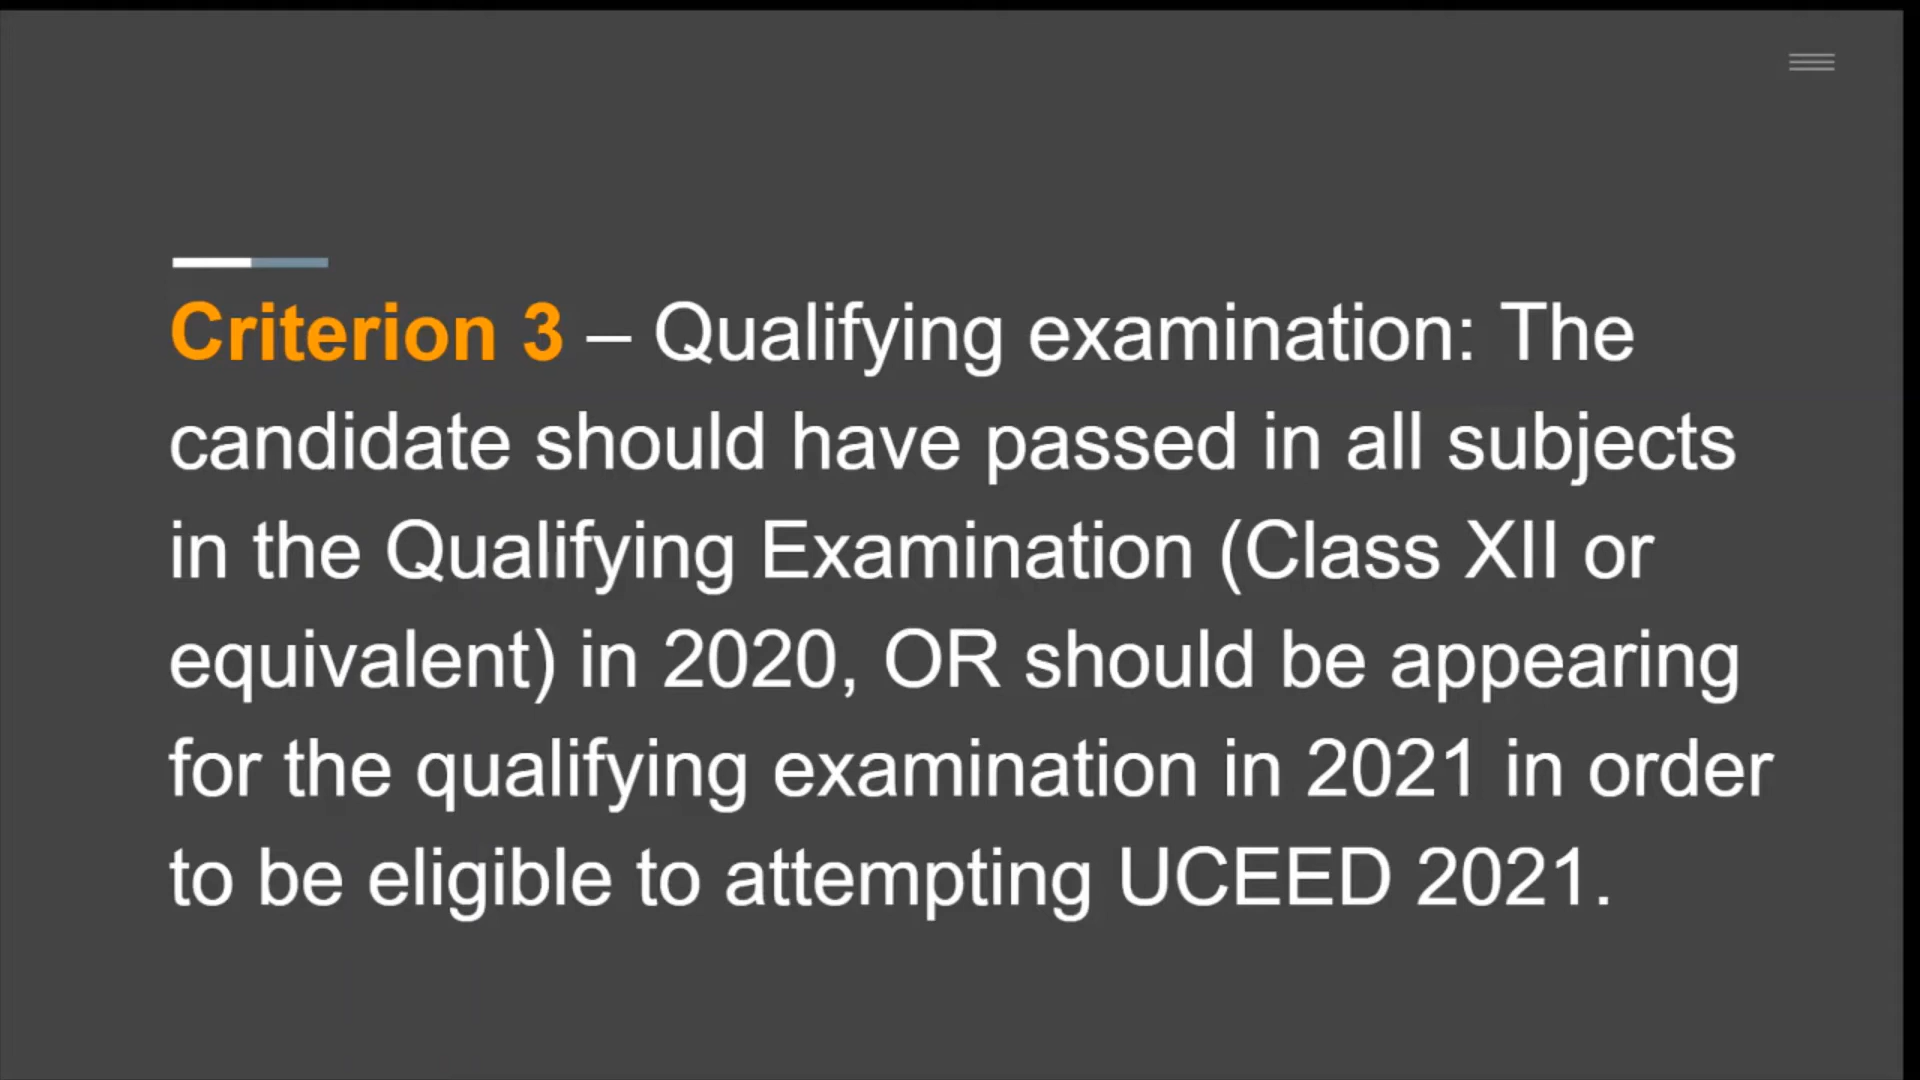 Criterion 3 – Qualifying examination: The
candidate should have passed in all subjects
in the Qualifying Examination (Class XII or
equivalent) in 2020, OR should be appearing
for the qualifying examination in 2021 in order
to be eligible to attempting UCEED 2021.